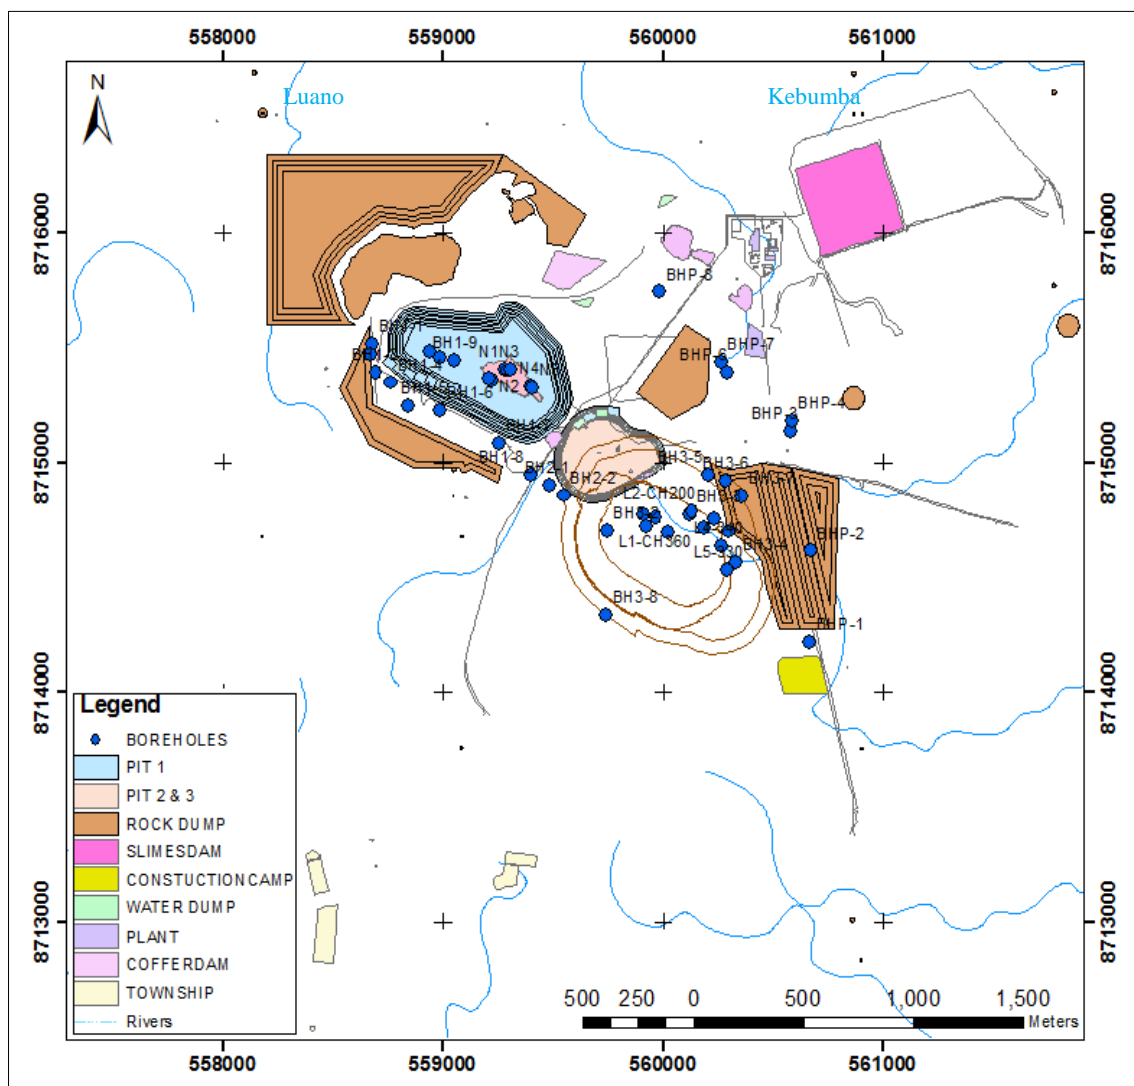 558000 559000 560000 561000
N
Luano Kebumba
8716000 8716000
BHP-8
BH1-9
BHP-7
BHP-6
BH1-4
N1N3
N2
BH1-6
BHP-4
BHP-3
BH1-8
BH2-1
BH3-5
BH3-6
8715000 8715000
BH2-2
L2-CH200
L1-CH360
BH3-4
L5-330
BHP-2
BH3-8
BHP-1
8714000 8714000
Legend
BOREHOLES
PIT 1
PIT 2 & 3
ROCK DUMP
SLIMESDAM
CONSTUCTION CAMP
WATER DUMP
PLANT
COFFERDAM
TOWNSHIP
Rivers
8713000 8713000
500 250 0 500 1,000 1,500
Meters
558000 559000 560000 561000